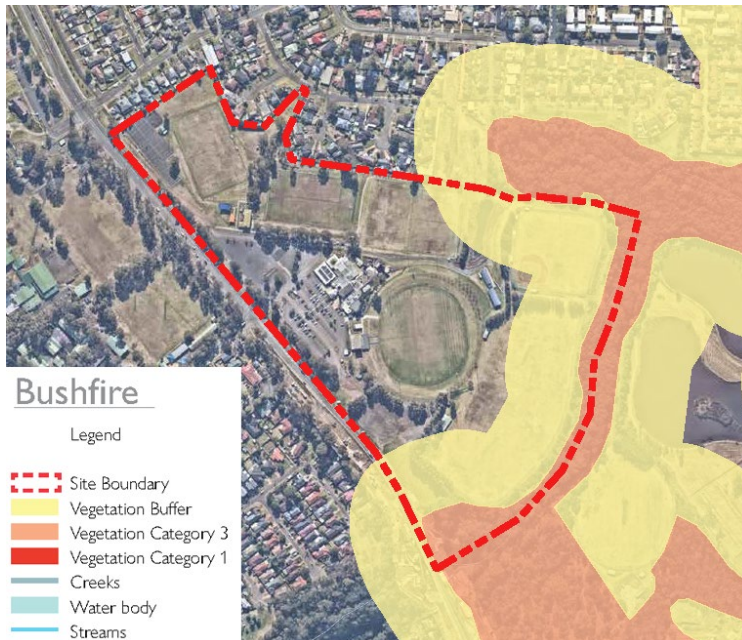 Bushfire
Legend
Site Boundary
Vegetation Buffer
Vegetation Category 3
Vegetation Category 1
Creeks
Water body
Streams